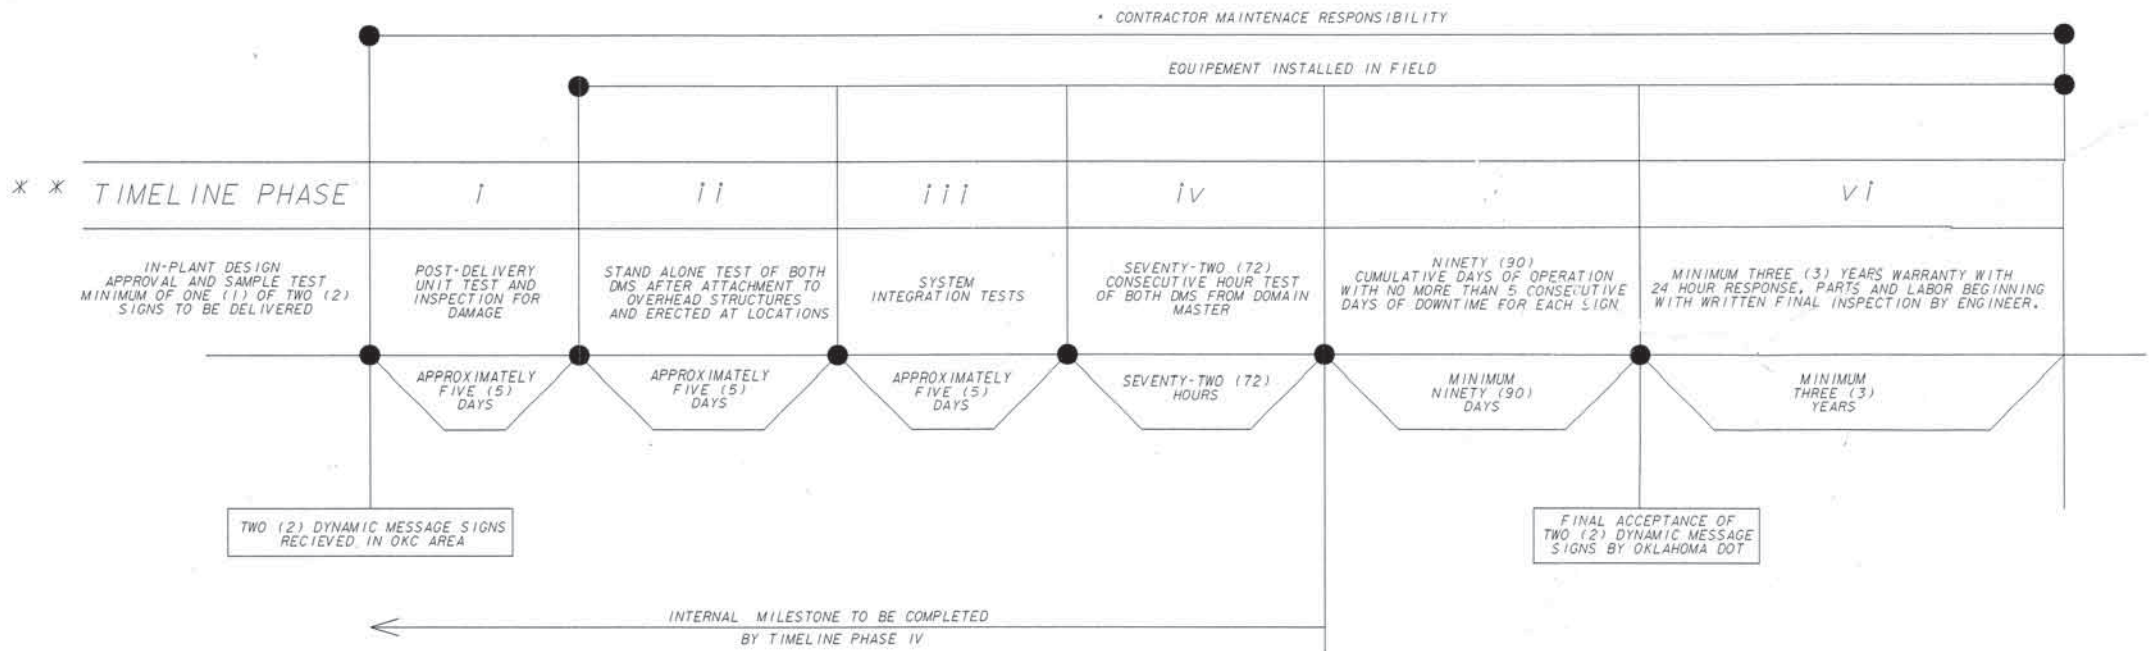 * CONTRACTOR MAINTENACE RESPONSIBILITY
EQUIPEMENT INSTALLED IN FIELD
* * TIMELINE PHASE
i
ii
iii
iv
vi
IN-PLANT DESIGN
APPROVAL AND SAMPLE TEST
MINIMUM OF ONE (1) OF TWO (2)
SIGNS TO BE DELIVERED
POST-DELIVERY
UNIT TEST AND
INSPECTION FOR
DAMAGE
STAND ALONE TEST OF BOTH
DMS AFTER ATTACHMENT TO
OVERHEAD STRUCTURES
AND ERECTED AT LOCATIONS
SYSTEM
INTEGRATION TESTS
SEVENTY-TWO (72)
CONSECUTIVE HOUR TEST
OF BOTH DMS FROM DOMAIN
MASTER
NINETY (90)
CUMULATIVE DAYS OF OPERATION
WITH NO MORE THAN 5 CONSECUTIVE
DAYS OF DOWNTIME FOR EACH SIGN
MINIMUM THREE (3) YEARS WARRANTY WITH
24 HOUR RESPONSE, PARTS AND LABOR BEGINNING
WITH WRITTEN FINAL INSPECTION BY ENGINEER.
APPROXIMATELY
FIVE (5)
DAYS
APPROXIMATELY
FIVE (5)
DAYS
APPROXIMATELY
FIVE (5)
DAYS
SEVENTY-TWO (72)
HOURS
MINIMUM
NINETY (90)
DAYS
MINIMUM
THREE (3)
YEARS
TWO (2) DYNAMIC MESSAGE SIGNS
RECIEVED IN OKC AREA
FINAL ACCEPTANCE OF
TWO (2) DYNAMIC MESSAGE
SIGNS BY OKLAHOMA DOT
INTERNAL MILESTONE TO BE COMPLETED
BY TIMELINE PHASE IV